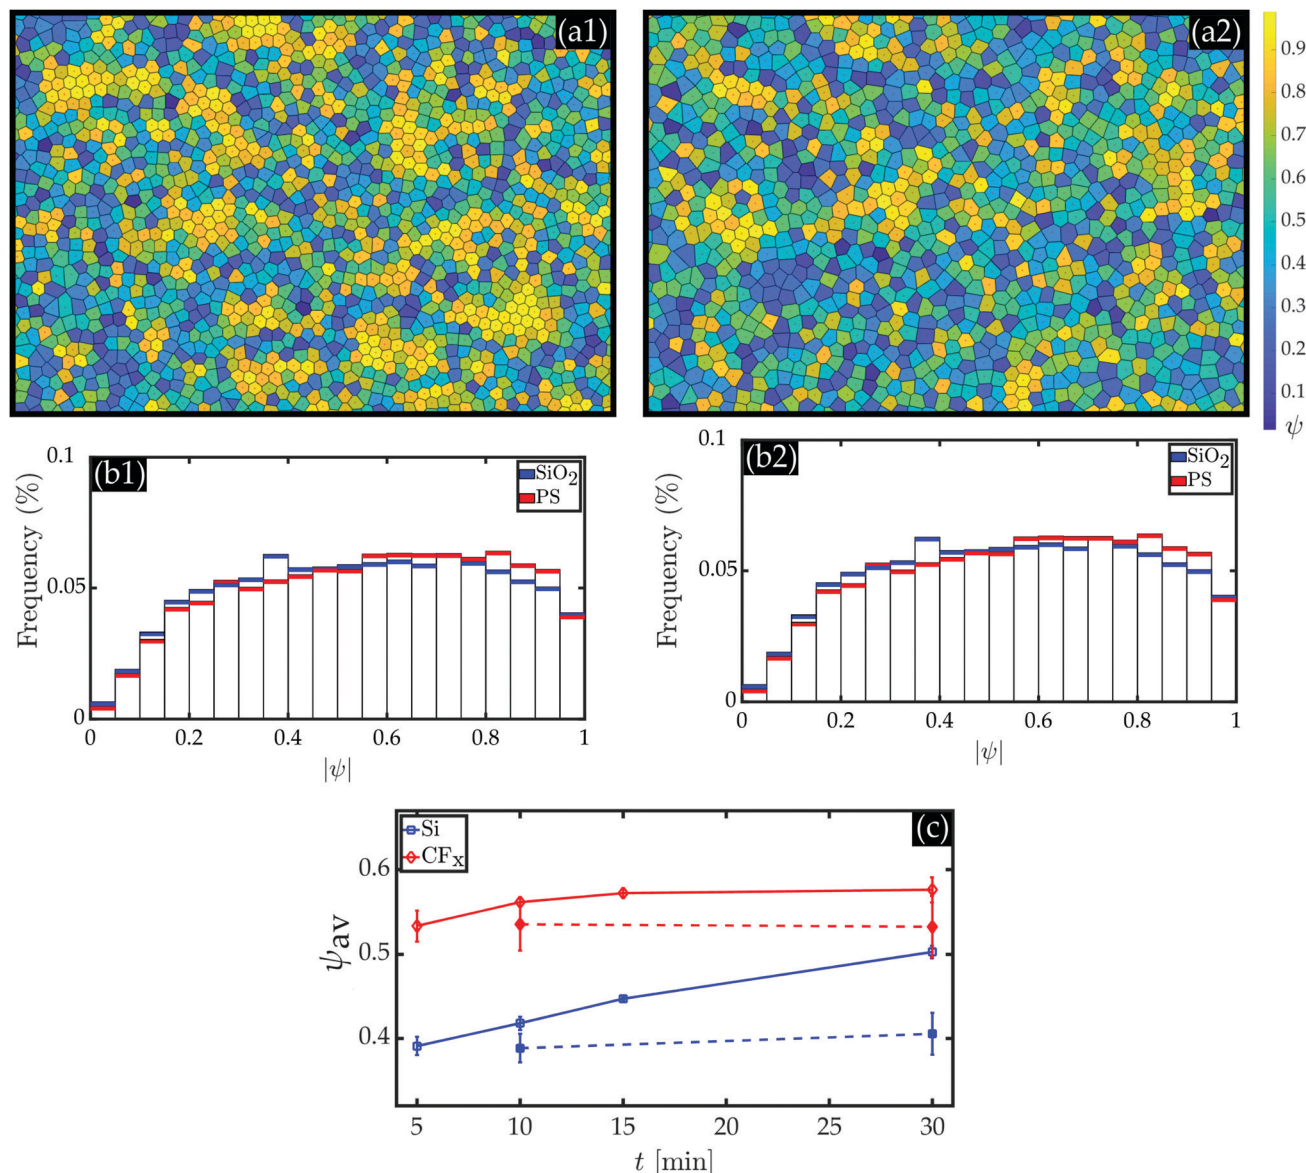 (a1)
(a2)
0.9
0.8
0.7
0.6
0.5
0.4
0.3
0.2
0.1
ψ
(b1)
SiO2
PS
Frequency (%)
0.1
0.05
0
0 0.2 0.4 0.6 0.8 1
|ψ|
(b2)
SiO2
PS
Frequency (%)
0.1
0.05
0
0 0.2 0.4 0.6 0.8 1
|ψ|
(c)
Si
CFx
ψav
0.6
0.5
0.4
5 10 15 20 25 30
t [min]